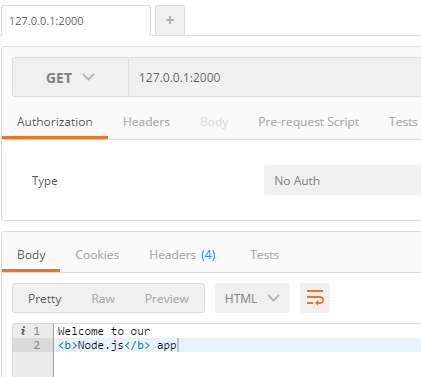 127.0.0.1:2000 +
GET 127.0.0.1:2000
Authorization Headers Body Pre-request Script Tests
Type No Auth
Body Cookies Headers (4) Tests
Pretty Raw Preview HTML
i 1 Welcome to our
2 <b>Node.js</b> app